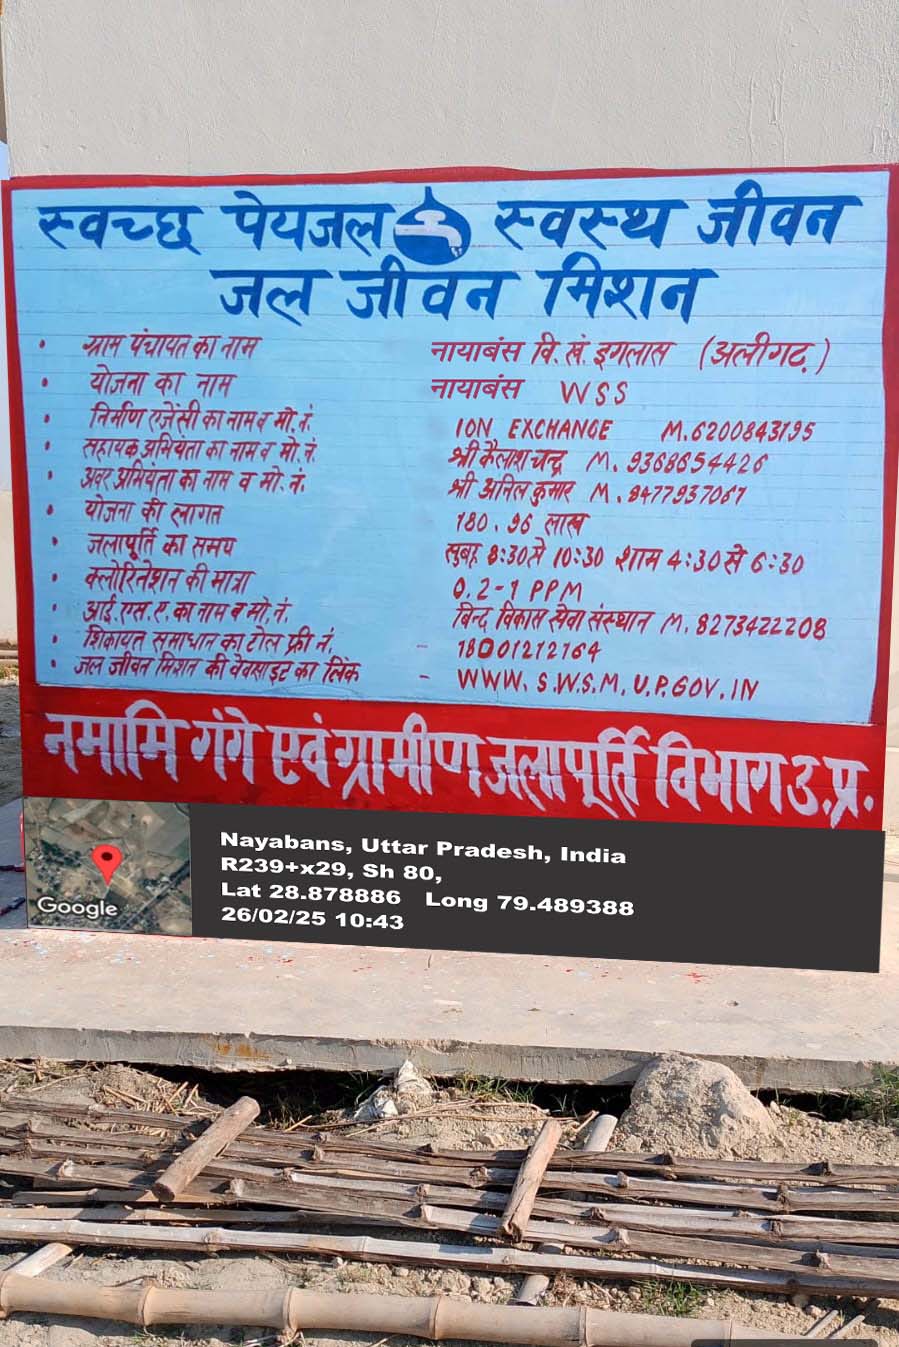 स्वच्छ पेयजल स्वस्थ जीवन
जल जीवन मिशन
• ग्राम पंचायत का नाम नायाबंस वि. खं. इगलास (अलीगढ़)
• योजना का नाम नायाबंस WSS
• निर्माण एजेंसी का नाम व मो. नं. ION EXCHANGE M. 6200843195
• सहायक अभियंता का नाम व मो. नं. श्री कैलाश चन्द्र M. 9368654426
• अवर अभियंता का नाम व मो. नं. श्री अनिल कुमार M. 8477937067
• योजना की लागत 180.96 लाख
• जलापूर्ति का समय सुबह 8:30 से 10:30 शाम 4:30 से 6:30
• क्लोरिनेशन की मात्रा 0.2-1 PPM
• आई. एस. ए. का नाम व मो. नं. बिन्द विकास सेवा संस्थान M. 8273422208
• शिकायत समाधान का टोल फ्री नं. - 18001212164
• जल जीवन मिशन की वेवसाइट का लिंक - WWW. S.W.S.M. U.P.GOV.IN
नमामि गंगे एवं ग्रामीण जलापूर्ति विभाग उ.प्र.
Nayabans, Uttar Pradesh, India
R239+x29, Sh 80,
Lat 28.878886 Long 79.489388
26/02/25 10:43
Google